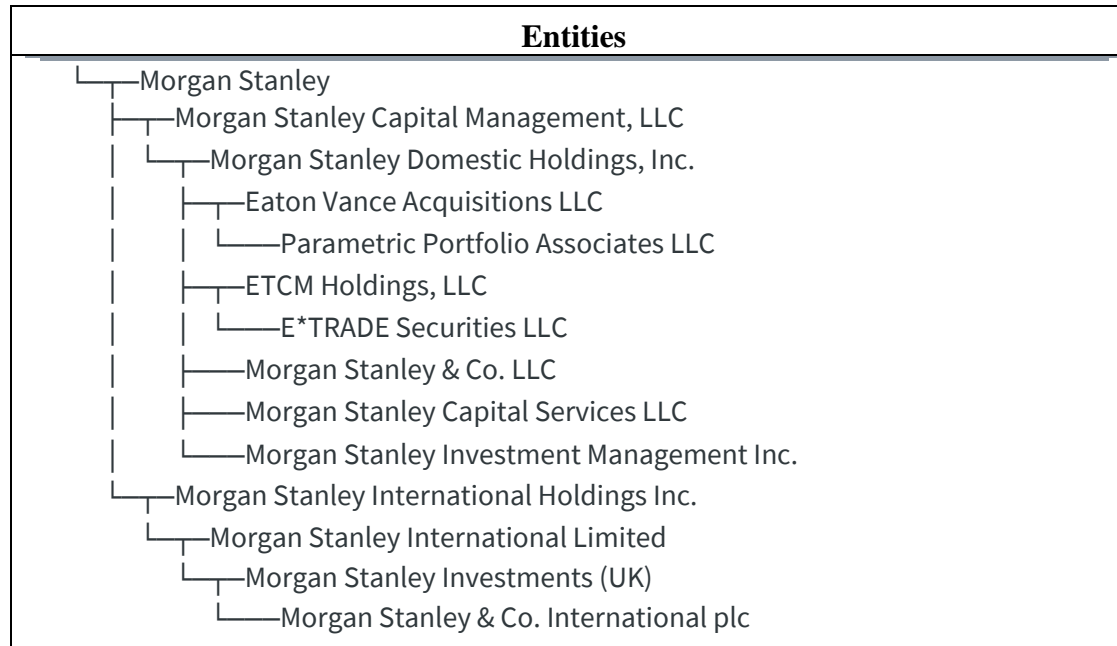 Entities
Morgan Stanley
Morgan Stanley Capital Management, LLC
Morgan Stanley Domestic Holdings, Inc.
Eaton Vance Acquisitions LLC
Parametric Portfolio Associates LLC
ETCM Holdings, LLC
E*TRADE Securities LLC
Morgan Stanley & Co. LLC
Morgan Stanley Capital Services LLC
Morgan Stanley Investment Management Inc.
Morgan Stanley International Holdings Inc.
Morgan Stanley International Limited
Morgan Stanley Investments (UK)
Morgan Stanley & Co. International plc